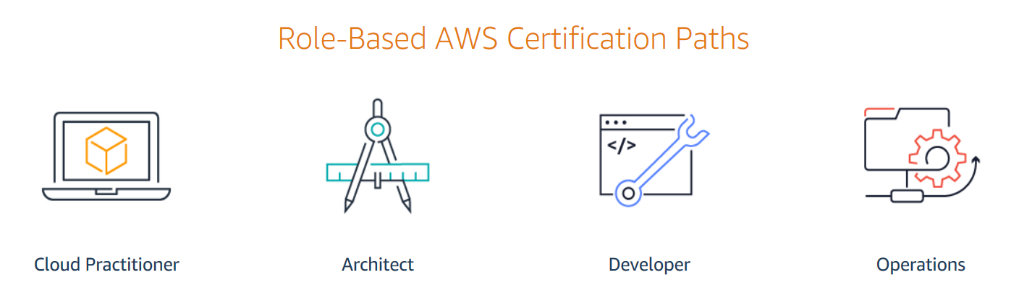 Role-Based AWS Certification Paths
</>
Cloud Practitioner
Architect
Developer
Operations